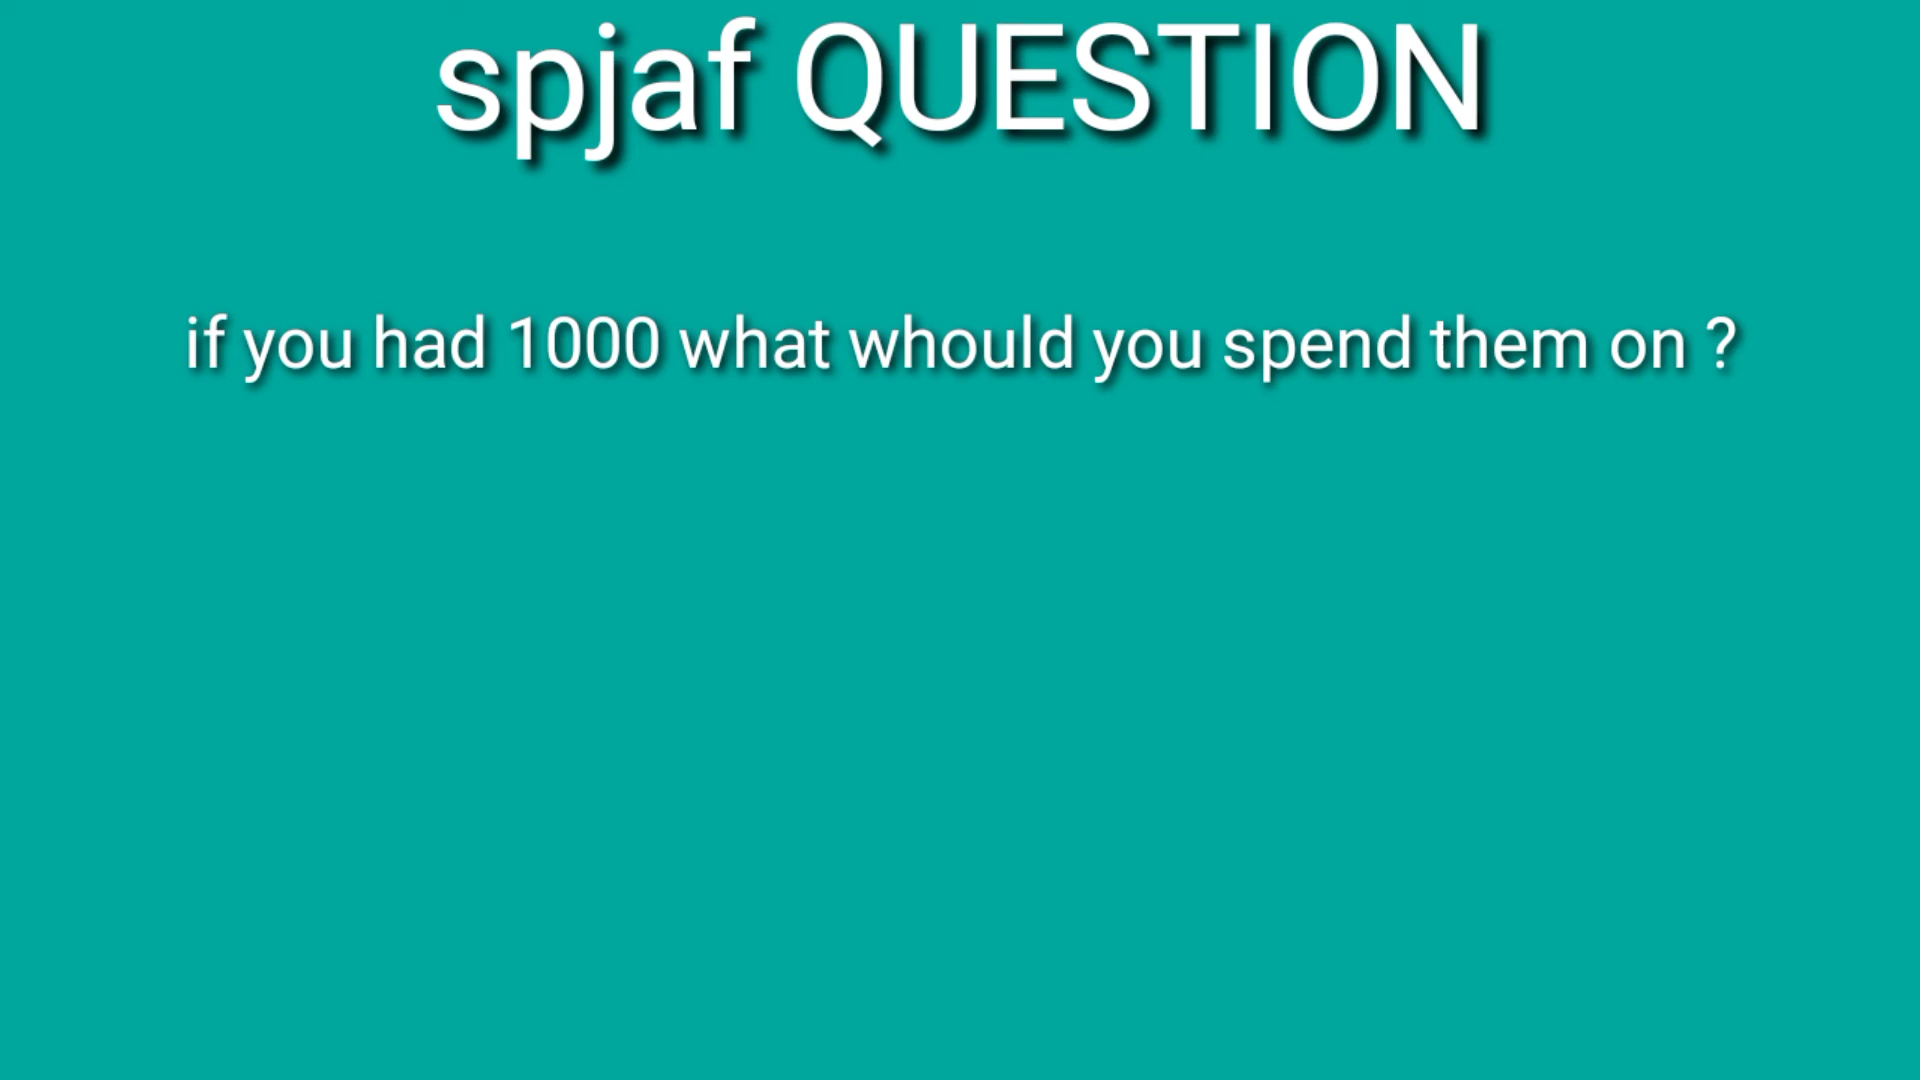 spjaf QUESTION
if you had 1000 what whould you spend them on ?